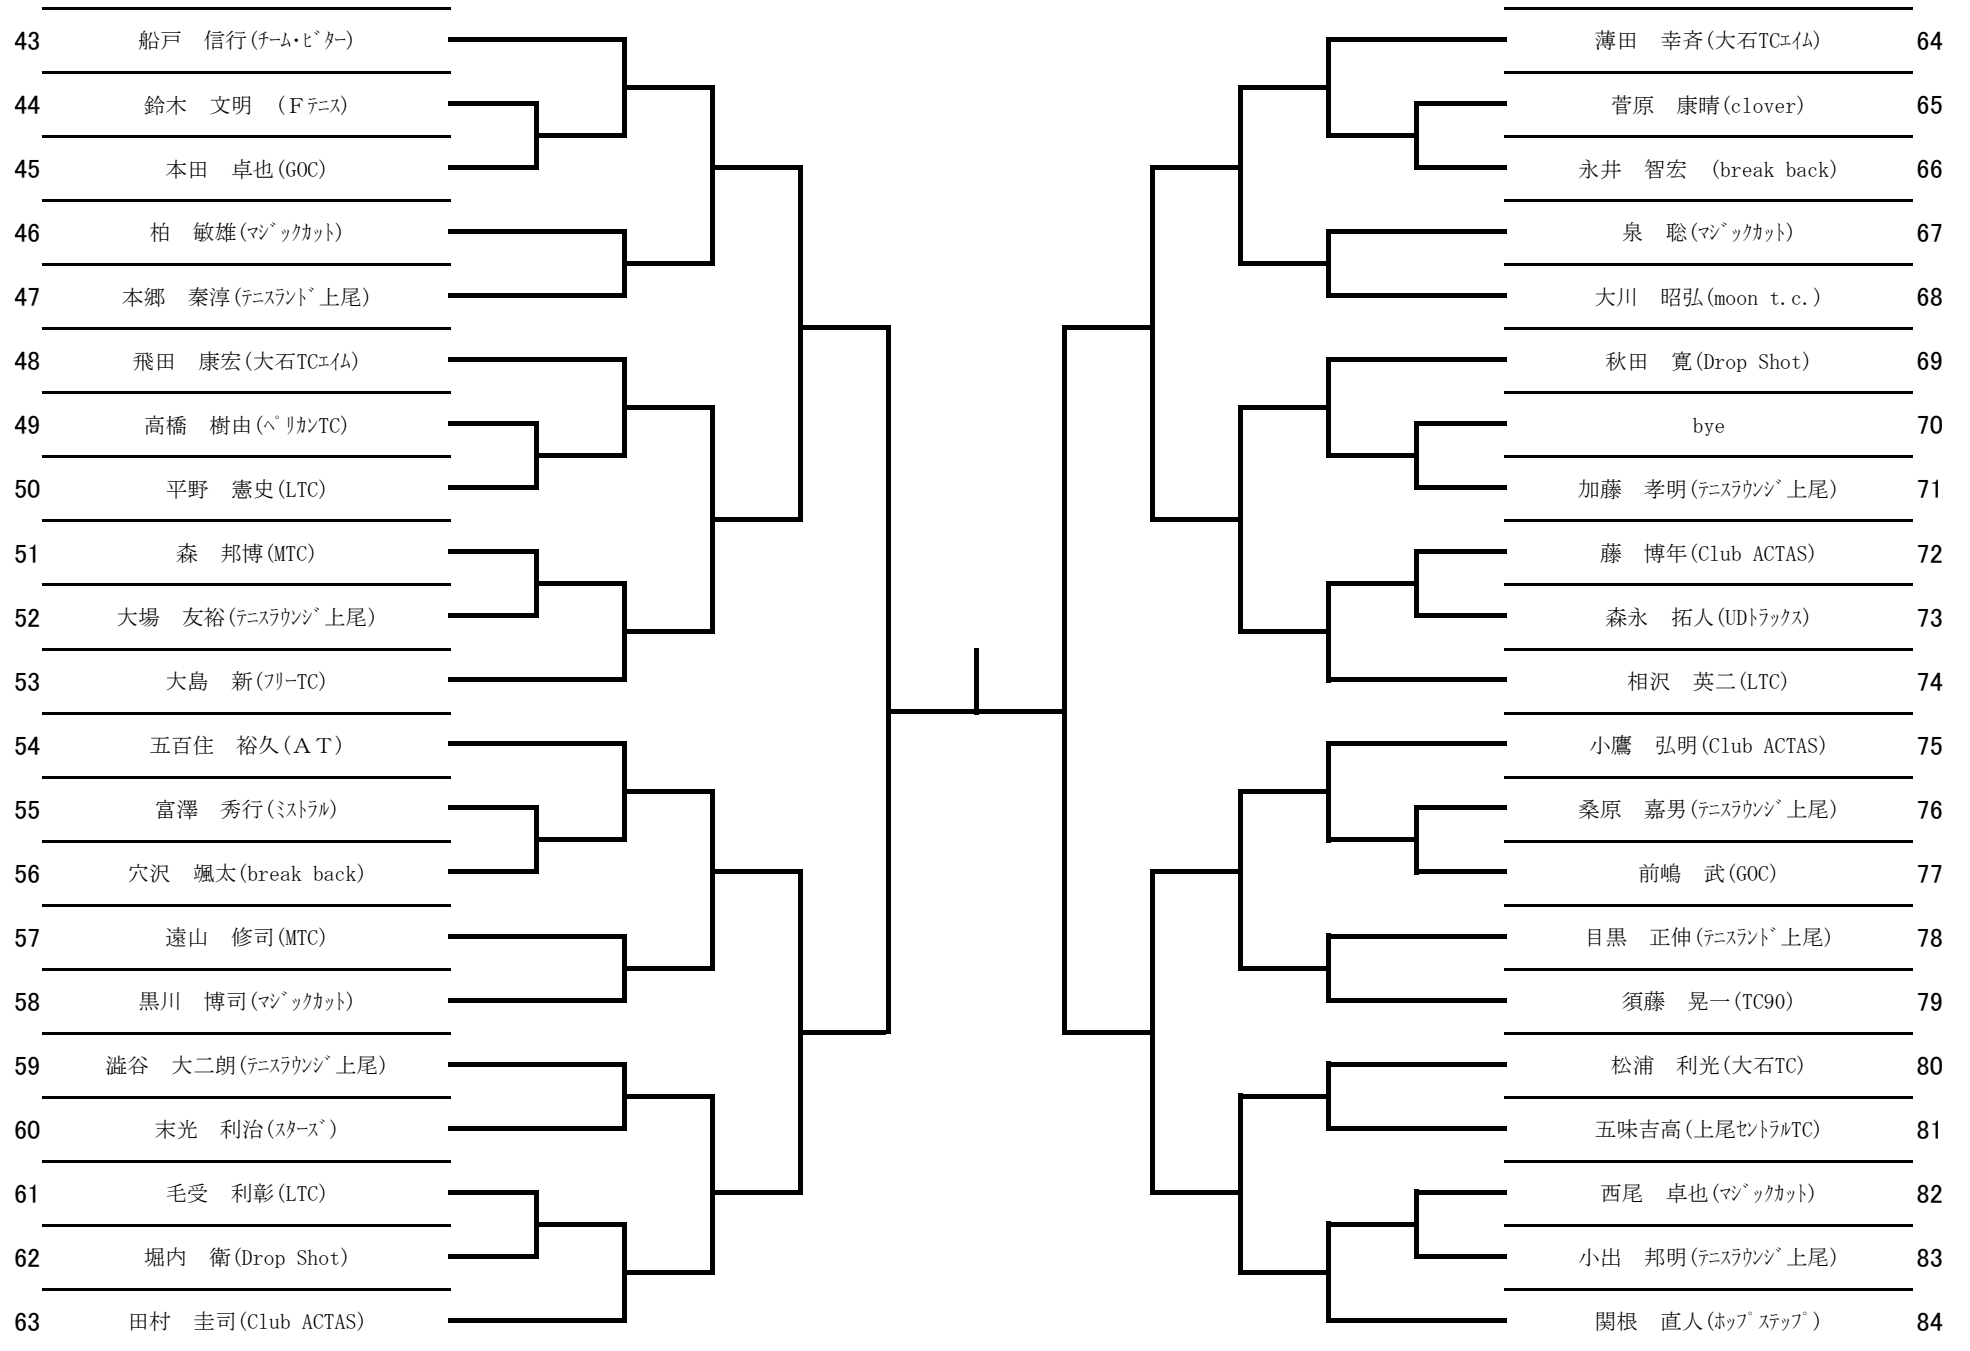 43 船戸　信行(ﾁｰﾑ･ﾋﾞﾀｰ)
44 鈴木　文明　(Ｆﾃﾆｽ)
45 本田　卓也(GOC)
46 柏　敏雄(ﾏｼﾞｯｸｶｯﾄ)
47 本郷　秦淳(ﾃﾆｽﾗﾝﾄﾞ上尾)
48 飛田　康宏(大石TCｴｲﾑ)
49 高橋　樹由(ﾍﾟﾘｶﾝTC)
50 平野　憲史(LTC)
51 森　邦博(MTC)
52 大場　友裕(ﾃﾆｽﾗｳﾝｼﾞ上尾)
53 大島　新(ﾌﾘｰTC)
54 五百住　裕久(ＡＴ)
55 富澤　秀行(ﾐｽﾄﾗﾙ)
56 穴沢　颯太(break back)
57 遠山　修司(MTC)
58 黒川　博司(ﾏｼﾞｯｸｶｯﾄ)
59 澁谷　大二朗(ﾃﾆｽﾗｳﾝｼﾞ上尾)
60 末光　利治(ｽﾀｰｽﾞ)
61 毛受　利彰(LTC)
62 堀内　衛(Drop Shot)
63 田村　圭司(Club ACTAS)
薄田　幸斉(大石TCｴｲﾑ) 64
菅原　康晴(clover) 65
永井　智宏　(break back) 66
泉　聡(ﾏｼﾞｯｸｶｯﾄ) 67
大川　昭弘(moon t.c.) 68
秋田　寛(Drop Shot) 69
bye 70
加藤　孝明(ﾃﾆｽﾗｳﾝｼﾞ上尾) 71
藤　博年(Club ACTAS) 72
森永　拓人(UDﾄﾗｯｸｽ) 73
相沢　英二(LTC) 74
小鷹　弘明(Club ACTAS) 75
桑原　嘉男(ﾃﾆｽﾗｳﾝｼﾞ上尾) 76
前嶋　武(GOC) 77
目黒　正伸(ﾃﾆｽﾗﾝﾄﾞ上尾) 78
須藤　晃一(TC90) 79
松浦　利光(大石TC) 80
五味吉高(上尾ｾﾝﾄﾗﾙTC) 81
西尾　卓也(ﾏｼﾞｯｸｶｯﾄ) 82
小出　邦明(ﾃﾆｽﾗｳﾝｼﾞ上尾) 83
関根　直人(ﾎｯﾌﾟｽﾃｯﾌﾟ) 84